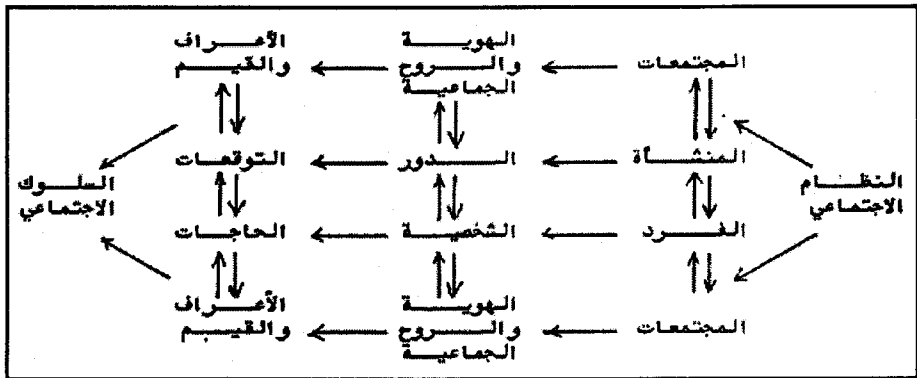 المجتمعات
الهوية
والروح
الجماعية
الأعراف
والقيم
المنشأة
الدور
التوقعات
النظام
الاجتماعي
السلوك
الاجتماعي
الفرد
الشخصية
الحاجات
المجتمعات
الهوية
والروح
الجماعية
الأعراف
والقيم